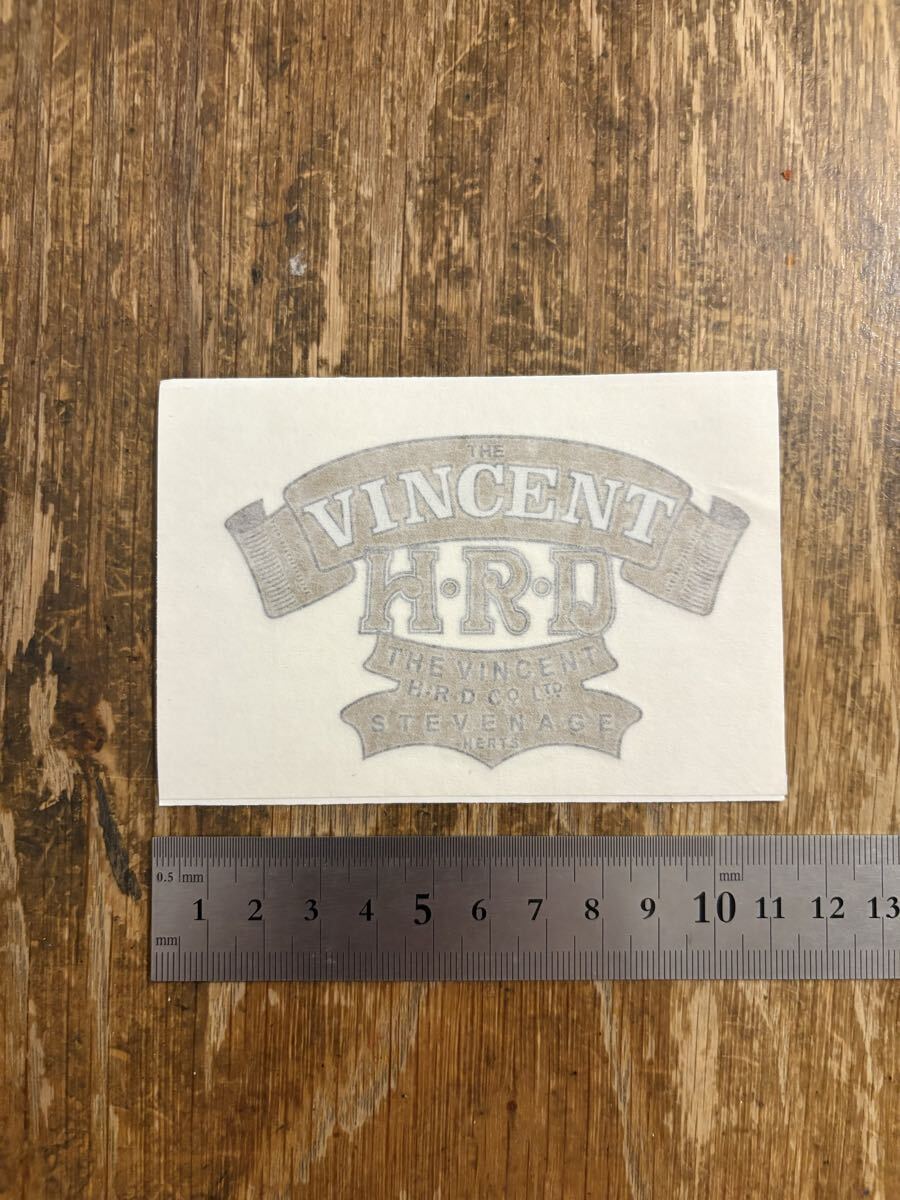 THE
VINCENT
H·R·D
THE VINCENT
H·R·D CO LTD
STEVENAGE
HERTS
0.5 mm mm
1 2 3 4 5 6 7 8 9 10 11 12 13
mm